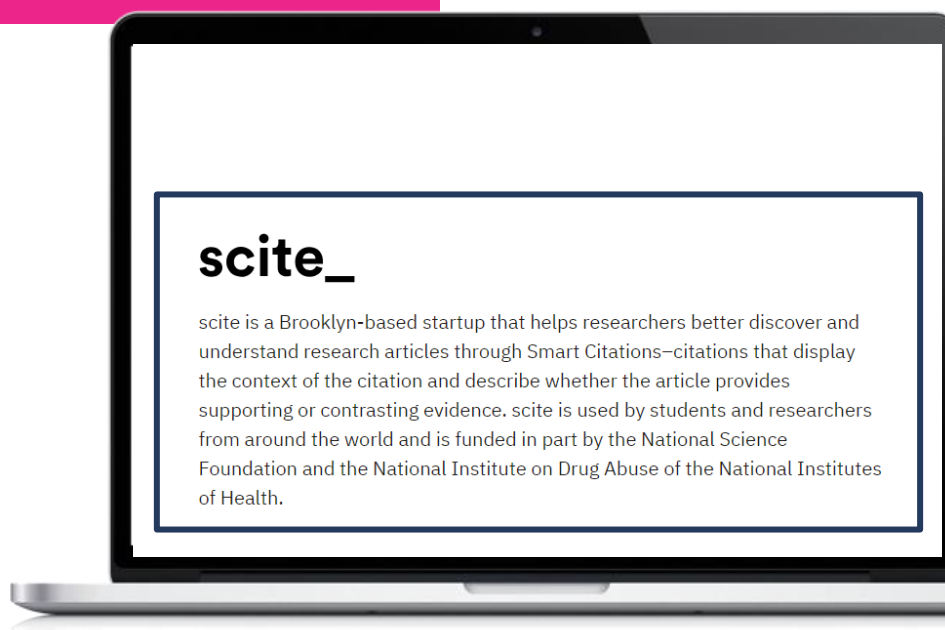 scite_
scite is a Brooklyn-based startup that helps researchers better discover and
understand research articles through Smart Citations–citations that display
the context of the citation and describe whether the article provides
supporting or contrasting evidence. scite is used by students and researchers
from around the world and is funded in part by the National Science
Foundation and the National Institute on Drug Abuse of the National Institutes
of Health.